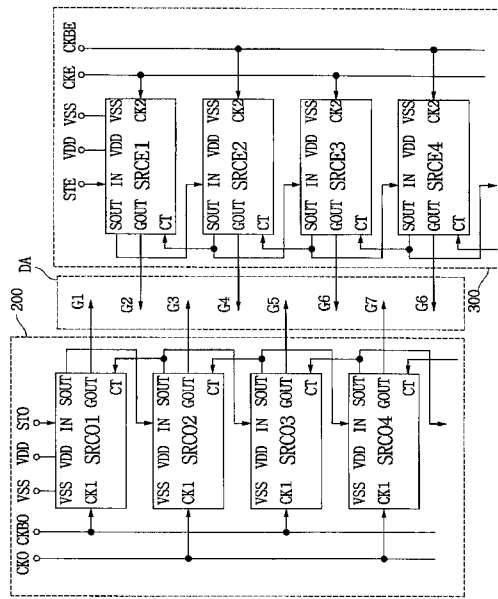 CKO CKBO VSS VDD STO
200
DA
STE VDD VSS CKE CKBE
VSS VDD IN SOUT
SRCO1
CK1 GOUT
CT
G1
SOUT IN VDD VSS
SRCE1
GOUT CK2
CT
G2
VSS VDD IN SOUT
SRCO2
CK1 GOUT
CT
G3
SOUT IN VDD VSS
SRCE2
GOUT CK2
CT
G4
VSS VDD IN SOUT
SRCO3
CK1 GOUT
CT
G5
SOUT IN VDD VSS
SRCE3
GOUT CK2
CT
G6
VSS VDD IN SOUT
SRCO4
CK1 GOUT
CT
G7
SOUT IN VDD VSS
SRCE4
GOUT CK2
CT
G6
300